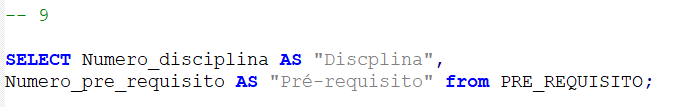 -- 9
SELECT Numero_disciplina AS "Discplina",
Numero_pre_requisito AS "Pré-requisito" from PRE_REQUISITO;